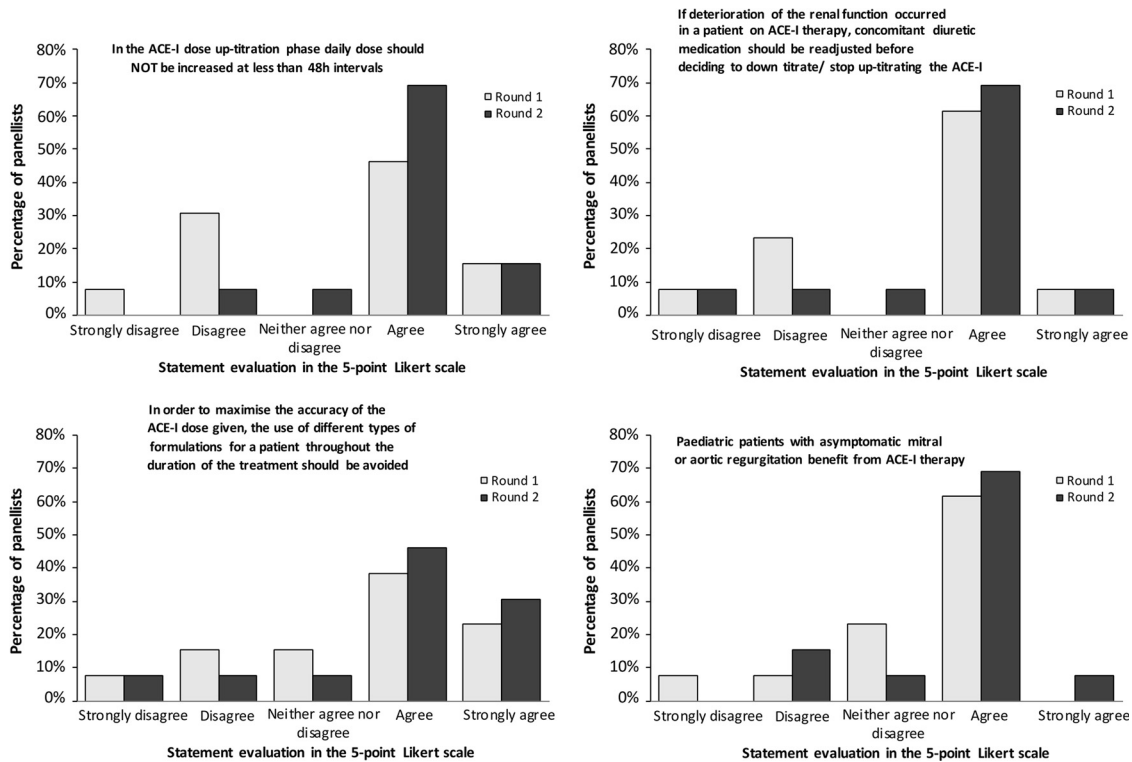 In the ACE-I dose up-titration phase daily dose should
NOT be increased at less than 48h intervals
80%
70%
60%
50%
40%
30%
20%
10%
0%
Percentage of panellists
Round 1
Round 2
Strongly disagree
Disagree
Neither agree nor
disagree
Agree
Strongly agree
Statement evaluation in the 5-point Likert scale
If deterioration of the renal function occurred
in a patient on ACE-I therapy, concomitant diuretic
medication should be readjusted before
deciding to down titrate/ stop up-titrating the ACE-I
80%
70%
60%
50%
40%
30%
20%
10%
0%
Percentage of panellists
Round 1
Round 2
Strongly disagree
Disagree
Neither agree nor
disagree
Agree
Strongly agree
Statement evaluation in the 5-point Likert scale
In order to maximise the accuracy of the
ACE-I dose given, the use of different types of
formulations for a patient throughout the
duration of the treatment should be avoided
80%
70%
60%
50%
40%
30%
20%
10%
0%
Percentage of panellists
Round 1
Round 2
Strongly disagree
Disagree
Neither agree nor
disagree
Agree
Strongly agree
Statement evaluation in the 5-point Likert scale
Paediatric patients with asymptomatic mitral
or aortic regurgitation benefit from ACE-I therapy
80%
70%
60%
50%
40%
30%
20%
10%
0%
Percentage of panellists
Round 1
Round 2
Strongly disagree
Disagree
Neither agree nor
disagree
Agree
Strongly agree
Statement evaluation in the 5-point Likert scale